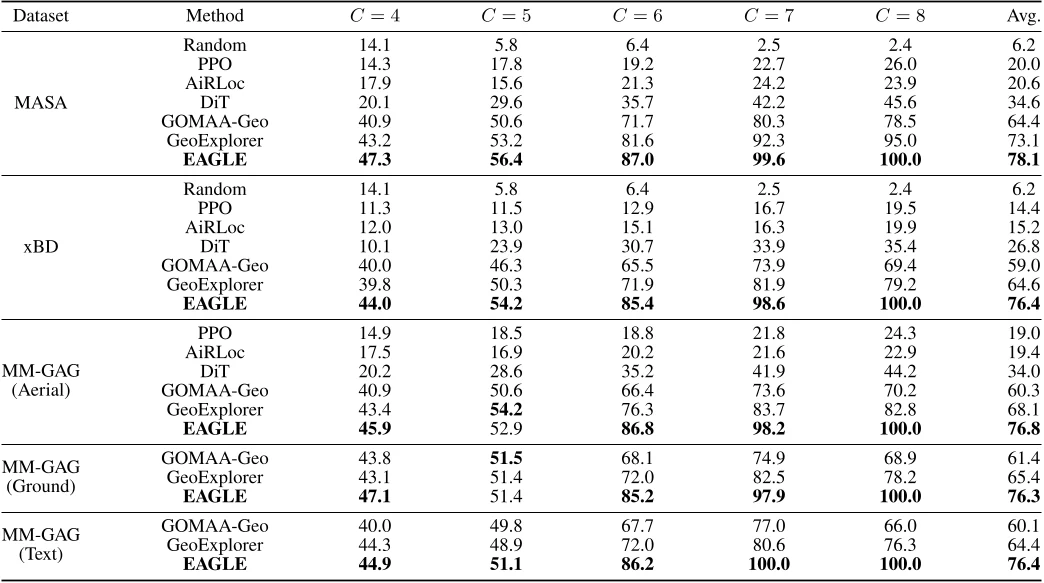 Dataset Method C = 4 C = 5 C = 6 C = 7 C = 8 Avg.
MASA
Random 14.1 5.8 6.4 2.5 2.4 6.2
PPO 14.3 17.8 19.2 22.7 26.0 20.0
AiRLoc 17.9 15.6 21.3 24.2 23.9 20.6
DiT 20.1 29.6 35.7 42.2 45.6 34.6
GOMAA-Geo 40.9 50.6 71.7 80.3 78.5 64.4
GeoExplorer 43.2 53.2 81.6 92.3 95.0 73.1
EAGLE 47.3 56.4 87.0 99.6 100.0 78.1
xBD
Random 14.1 5.8 6.4 2.5 2.4 6.2
PPO 11.3 11.5 12.9 16.7 19.5 14.4
AiRLoc 12.0 13.0 15.1 16.3 19.9 15.2
DiT 10.1 23.9 30.7 33.9 35.4 26.8
GOMAA-Geo 40.0 46.3 65.5 73.9 69.4 59.0
GeoExplorer 39.8 50.3 71.9 81.9 79.2 64.6
EAGLE 44.0 54.2 85.4 98.6 100.0 76.4
MM-GAG
(Aerial)
PPO 14.9 18.5 18.8 21.8 24.3 19.0
AiRLoc 17.5 16.9 20.2 21.6 22.9 19.4
DiT 20.2 28.6 35.2 41.9 44.2 34.0
GOMAA-Geo 40.9 50.6 66.4 73.6 70.2 60.3
GeoExplorer 43.4 54.2 76.3 83.7 82.8 68.1
EAGLE 45.9 52.9 86.8 98.2 100.0 76.8
MM-GAG
(Ground)
GOMAA-Geo 43.8 51.5 68.1 74.9 68.9 61.4
GeoExplorer 43.1 51.4 72.0 82.5 78.2 65.4
EAGLE 47.1 51.4 85.2 97.9 100.0 76.3
MM-GAG
(Text)
GOMAA-Geo 40.0 49.8 67.7 77.0 66.0 60.1
GeoExplorer 44.3 48.9 72.0 80.6 76.3 64.4
EAGLE 44.9 51.1 86.2 100.0 100.0 76.4